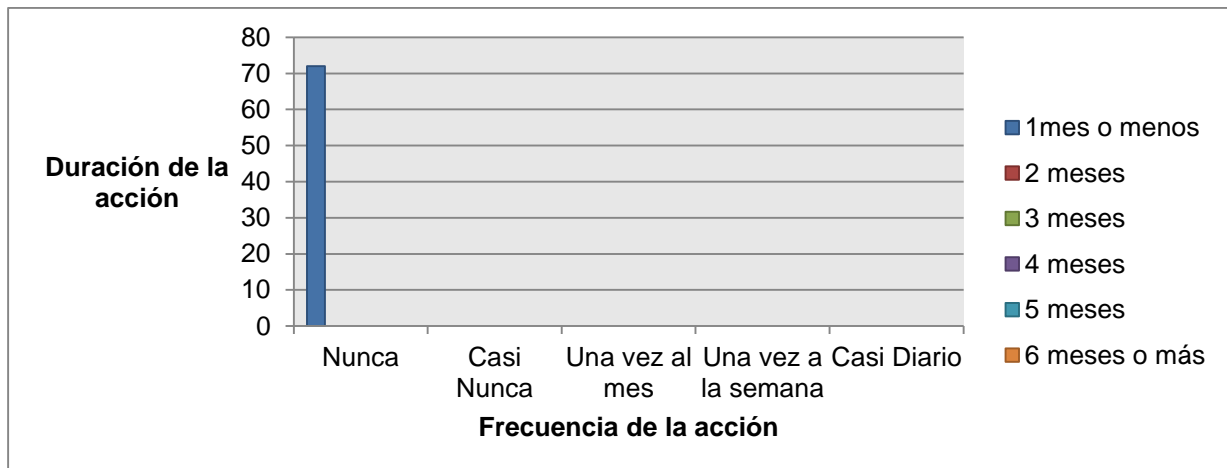 80
70
60
50
40
30
20
10
0
Duración de la
acción
Nunca
Casi
Nunca
Una vez al
mes
Una vez a
la semana
Casi Diario
Frecuencia de la acción
1mes o menos
2 meses
3 meses
4 meses
5 meses
6 meses o más